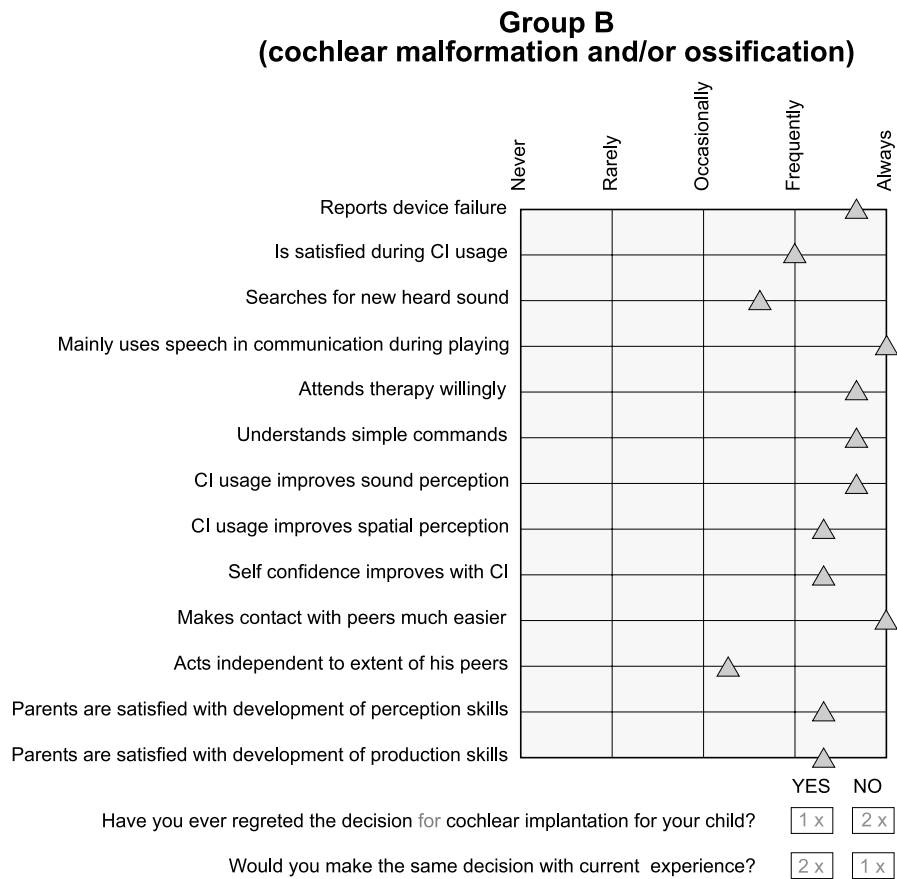 Group B
(cochlear malformation and/or ossification)
Never
Rarely
Occasionally
Frequently
Always
Reports device failure
Is satisfied during CI usage
Searches for new heard sound
Mainly uses speech in communication during playing
Attends therapy willingly
Understands simple commands
CI usage improves sound perception
CI usage improves spatial perception
Self confidence improves with CI
Makes contact with peers much easier
Acts independent to extent of his peers
Parents are satisfied with development of perception skills
Parents are satisfied with development of production skills
YES NO
Have you ever regretted the decision for cochlear implantation for your child? 1 x 2 x
Would you make the same decision with current experience? 2 x 1 x